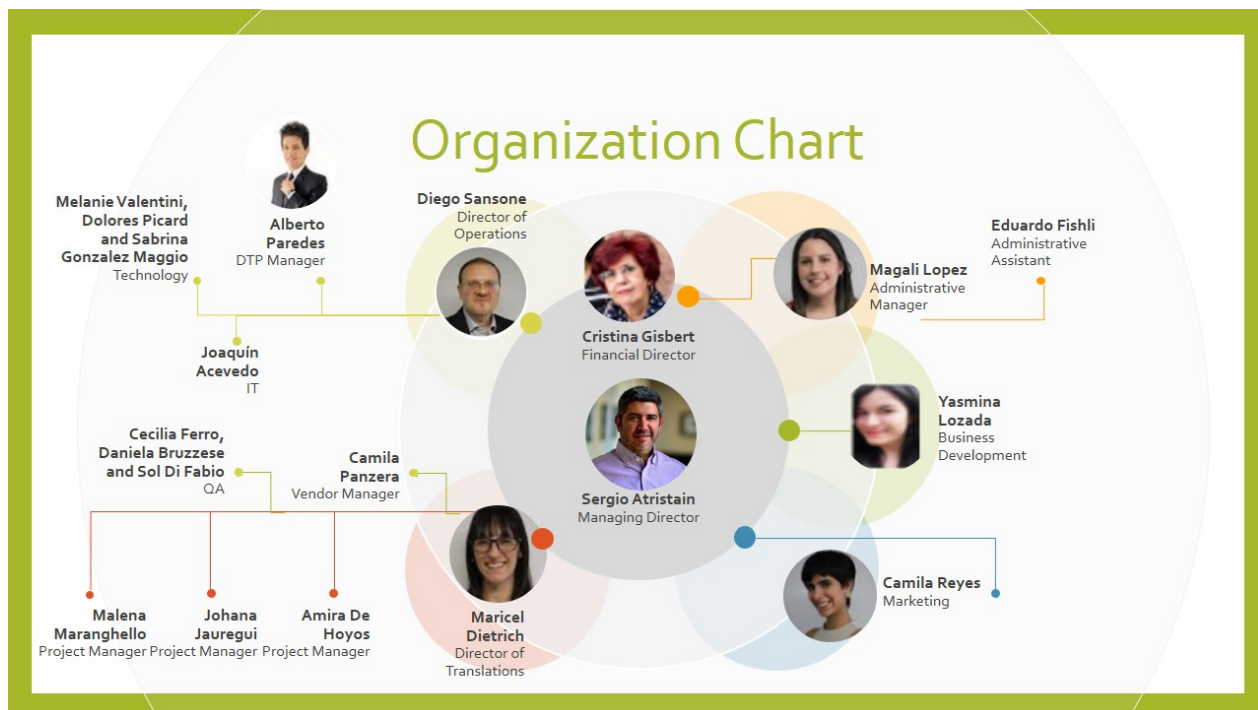 Organization Chart
Melanie Valentini,
Dolores Picard
and Sabrina
Gonzalez Maggio
Technology
Alberto
Paredes
DTP Manager
Joaquín
Acevedo
IT
Diego Sansone
Director of
Operations
Cristina Gisbert
Financial Director
Magali Lopez
Administrative
Manager
Eduardo Fishli
Administrative
Assistant
Sergio Atristain
Managing Director
Yasmina
Lozada
Business
Development
Cecilia Ferro,
Daniela Bruzzese
and Sol Di Fabio
QA
Camila
Panzera
Vendor Manager
Malena
Maranghello
Project Manager
Johana
Jauregui
Project Manager
Amira De
Hoyos
Project Manager
Maricel
Dietrich
Director of
Translations
Camila Reyes
Marketing